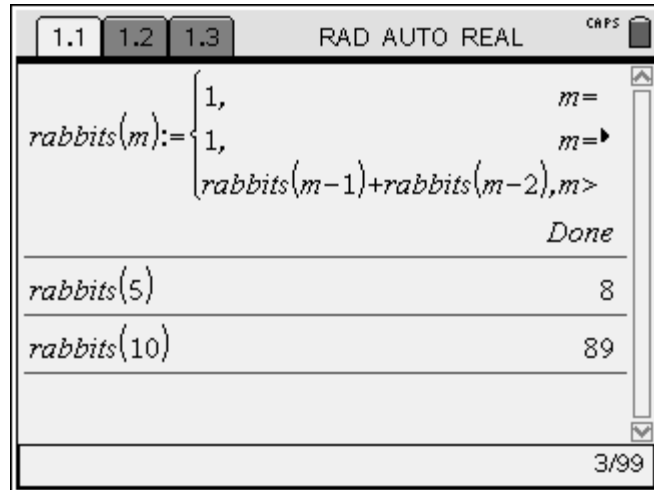 1.1 1.2 1.3 RAD AUTO REAL CAPS
1, m=
rabbits(m):={1, m=▶
rabbits(m-1)+rabbits(m-2),m>
Done
rabbits(5) 8
rabbits(10) 89
3/99